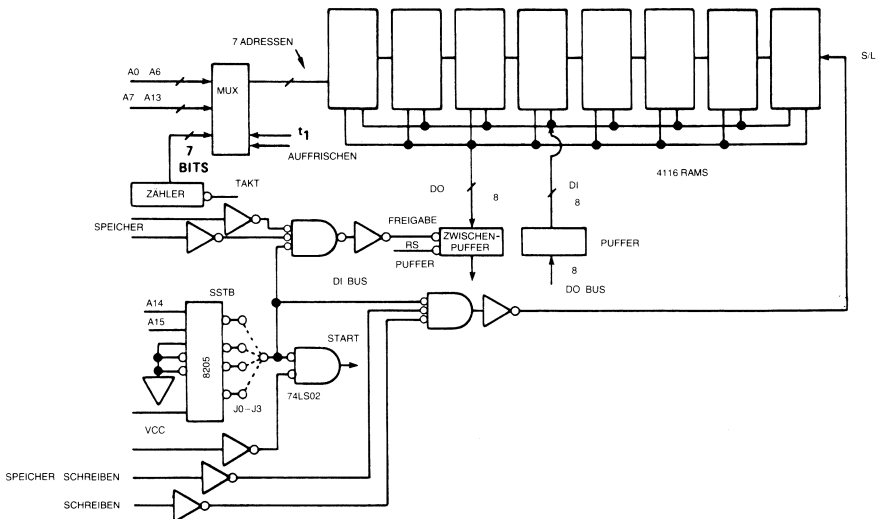 7 ADRESSEN
S/L
A0 A6
MUX
A7 A13
t1
7
BITS
AUFFRISCHEN
4116 RAMS
TAKT
ZÄHLER
DO
8
DI
8
SPEICHER
FREIGABE
RS
ZWISCHEN-
PUFFER
PUFFER
PUFFER
8
DI BUS
DO BUS
SSTB
A14
A15
START
8205
74LS02
J0-J3
VCC
SPEICHER SCHREIBEN
SCHREIBEN